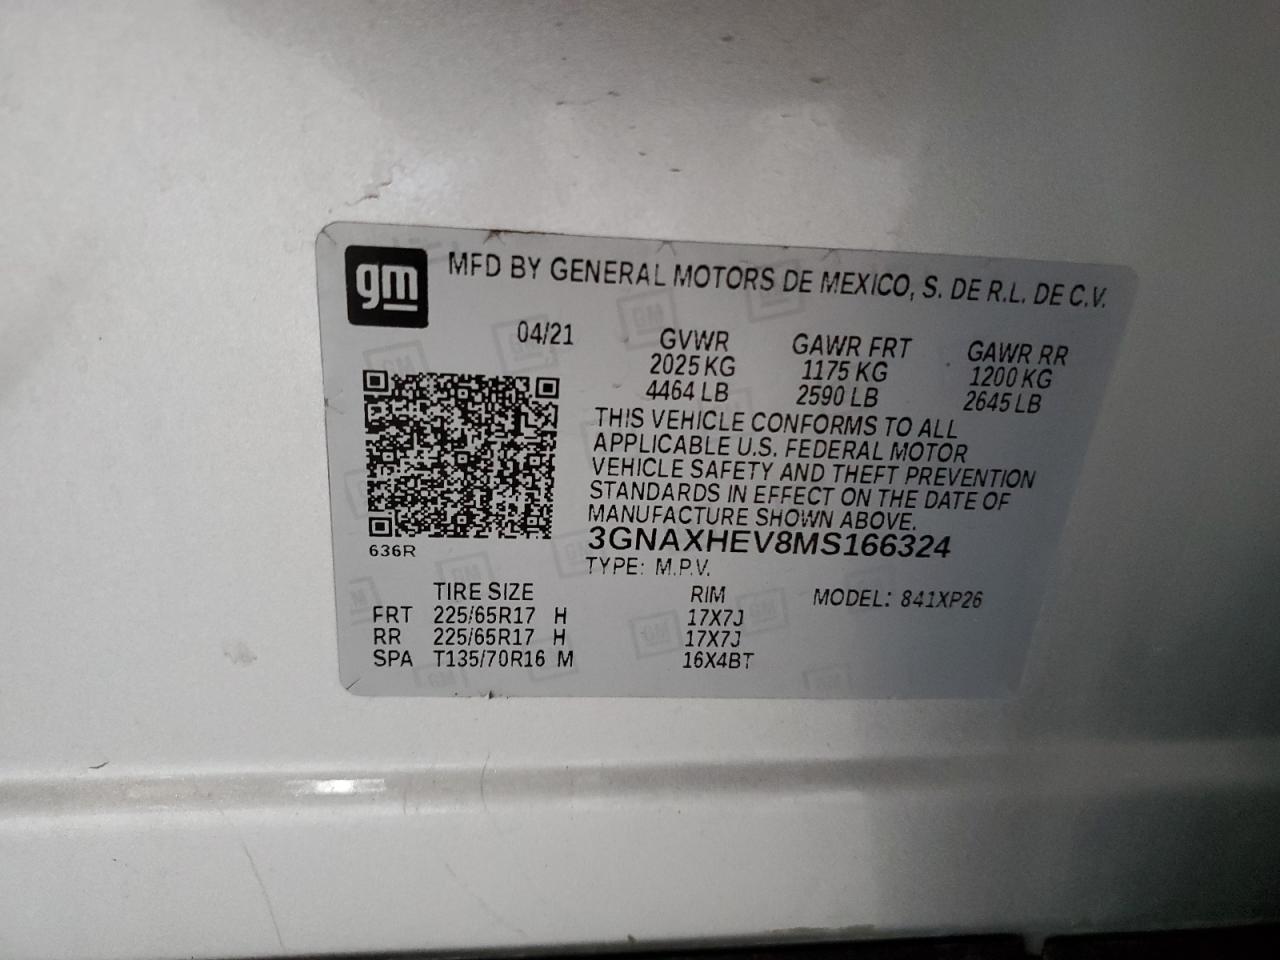 gm MFD BY GENERAL MOTORS DE MEXICO, S. DE R.L. DE C.V.
04/21 GVWR GAWR FRT GAWR RR
2025 KG 1175 KG 1200 KG
4464 LB 2590 LB 2645 LB
THIS VEHICLE CONFORMS TO ALL
APPLICABLE U.S. FEDERAL MOTOR
VEHICLE SAFETY AND THEFT PREVENTION
STANDARDS IN EFFECT ON THE DATE OF
MANUFACTURE SHOWN ABOVE.
636R 3GNAXHEV8MS166324
TYPE: M.P.V.
TIRE SIZE RIM MODEL: 841XP26
FRT 225/65R17 H 17X7J
RR 225/65R17 H 17X7J
SPA T135/70R16 M 16X4BT